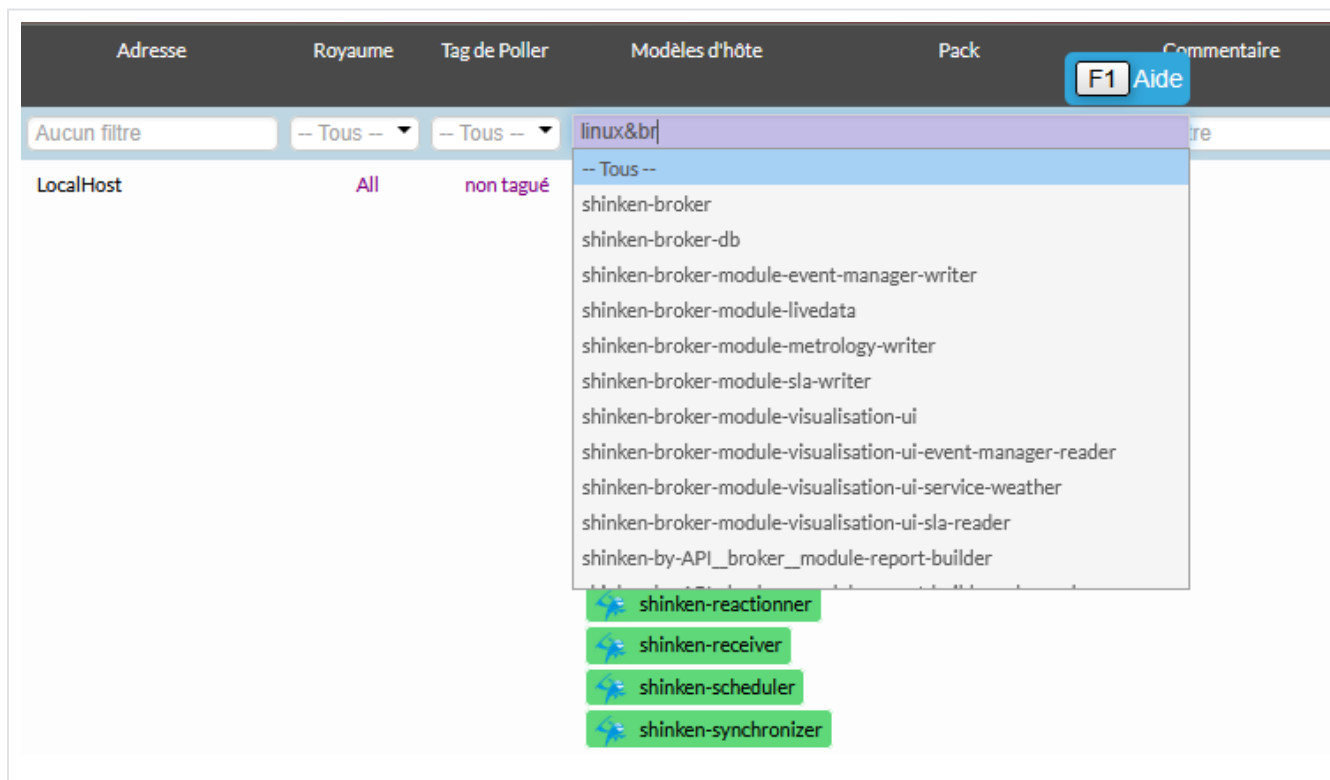 Adresse Royaume Tag de Poller Modèles d'hôte Pack Commentaire
F1 Aide
Aucun filtre -- Tous -- -- Tous -- linux&br tre
LocalHost All non tagué -- Tous --
shinken-broker
shinken-broker-db
shinken-broker-module-event-manager-writer
shinken-broker-module-livedata
shinken-broker-module-metrology-writer
shinken-broker-module-sla-writer
shinken-broker-module-visualisation-ui
shinken-broker-module-visualisation-ui-event-manager-reader
shinken-broker-module-visualisation-ui-service-weather
shinken-broker-module-visualisation-ui-sla-reader
shinken-by-API__broker__module-report-builder
shinken-reactionner
shinken-receiver
shinken-scheduler
shinken-synchronizer